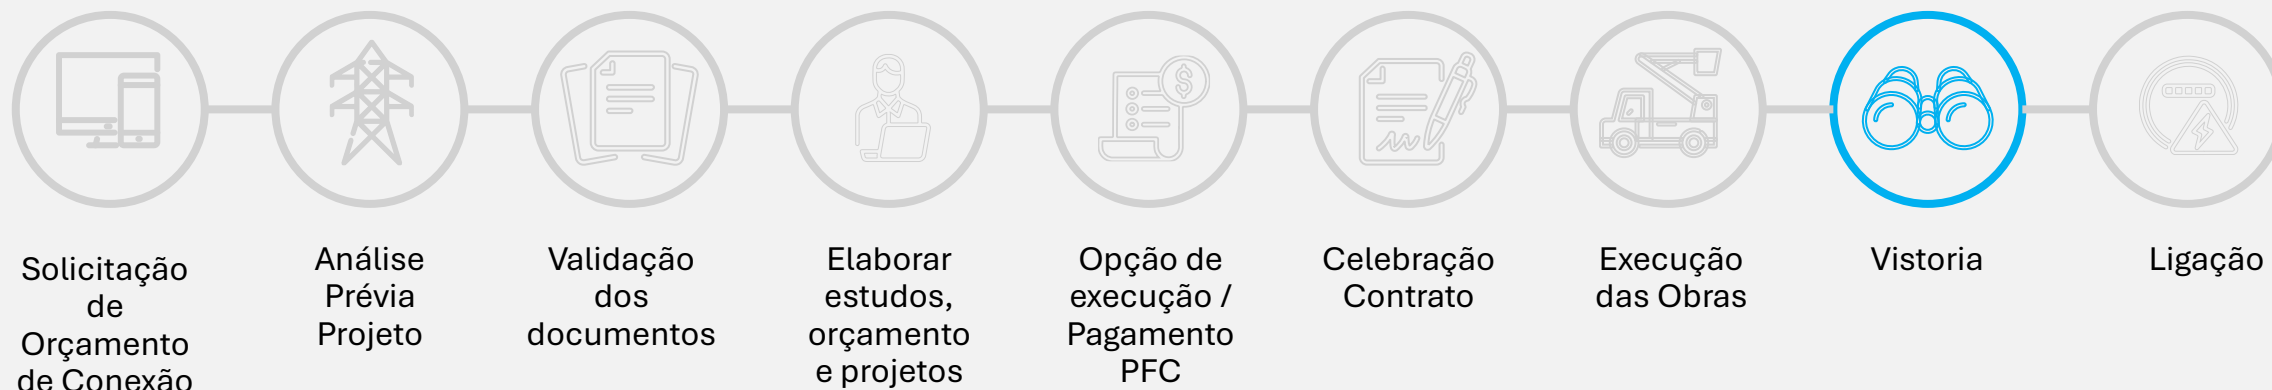 Solicitação
de
Orçamento
de Conexão
Análise
Prévia
Projeto
Validação
dos
documentos
Elaborar
estudos,
orçamento
e projetos
Opção de
execução /
Pagamento
PFC
Celebração
Contrato
Execução
das Obras
Vistoria
Ligação
$